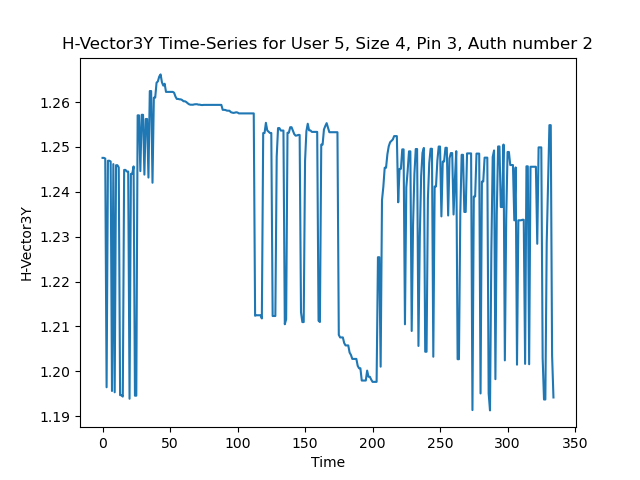 H-Vector3Y Time-Series for User 5, Size 4, Pin 3, Auth number 2
H-Vector3Y
1.26
1.25
1.24
1.23
1.22
1.21
1.20
1.19
0 50 100 150 200 250 300 350
Time